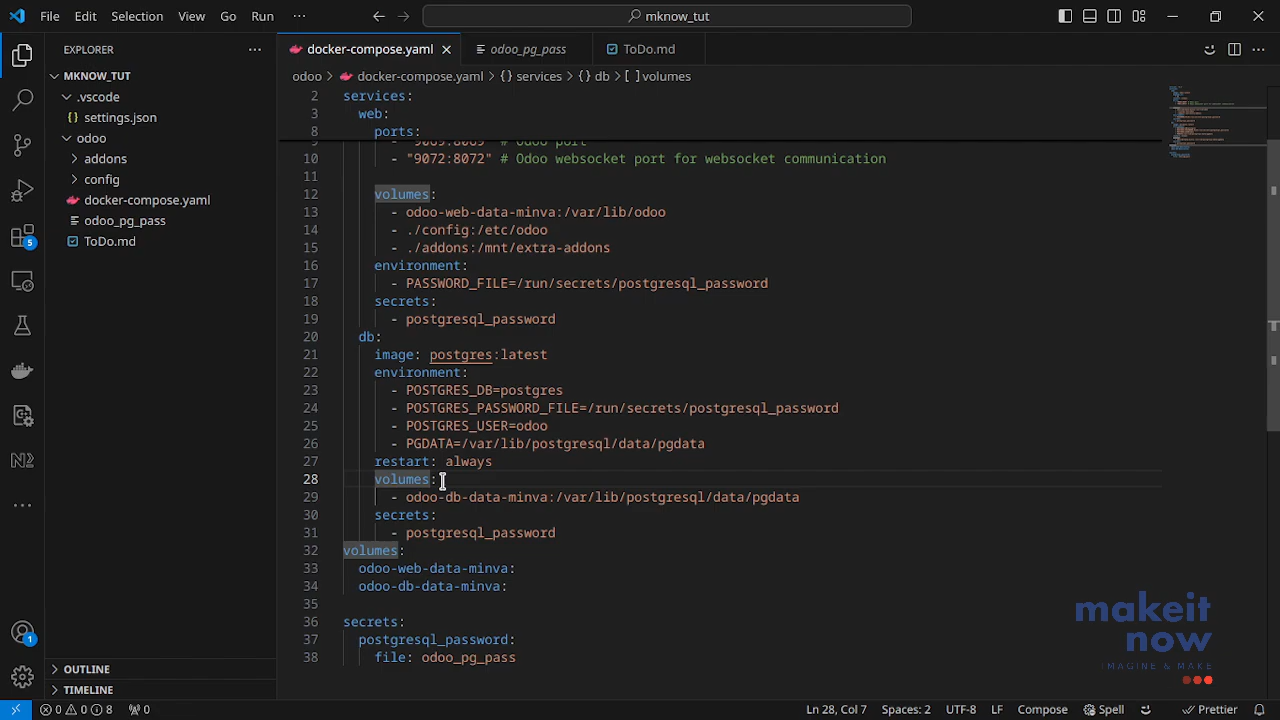 File Edit Selection View Go Run ··· mknow_tut
EXPLORER ···
docker-compose.yaml odoo_pg_pass ToDo.md
MKNOW_TUT
.vscode
settings.json
odoo
addons
config
docker-compose.yaml
odoo_pg_pass
ToDo.md
OUTLINE
TIMELINE
5
1
odoo > docker-compose.yaml > {} services > {} db > [ ] volumes
2 services:
3 web:
8 ports:
9 - "9069:8069" # Odoo port
10 - "9072:8072" # Odoo websocket port for websocket communication
11
12 volumes:
13 - odoo-web-data-minva:/var/lib/odoo
14 - ./config:/etc/odoo
15 - ./addons:/mnt/extra-addons
16 environment:
17 - PASSWORD_FILE=/run/secrets/postgresql_password
18 secrets:
19 - postgresql_password
20 db:
21 image: postgres:latest
22 environment:
23 - POSTGRES_DB=postgres
24 - POSTGRES_PASSWORD_FILE=/run/secrets/postgresql_password
25 - POSTGRES_USER=odoo
26 - PGDATA=/var/lib/postgresql/data/pgdata
27 restart: always
28 volumes:
29 - odoo-db-data-minva:/var/lib/postgresql/data/pgdata
30 secrets:
31 - postgresql_password
32 volumes:
33 odoo-web-data-minva:
34 odoo-db-data-minva:
35
36 secrets:
37 postgresql_password:
38 file: odoo_pg_pass
makeit
now
IMAGINE & MAKE
0 0 8 0 Ln 28, Col 7 Spaces: 2 UTF-8 LF Compose Spell Prettier